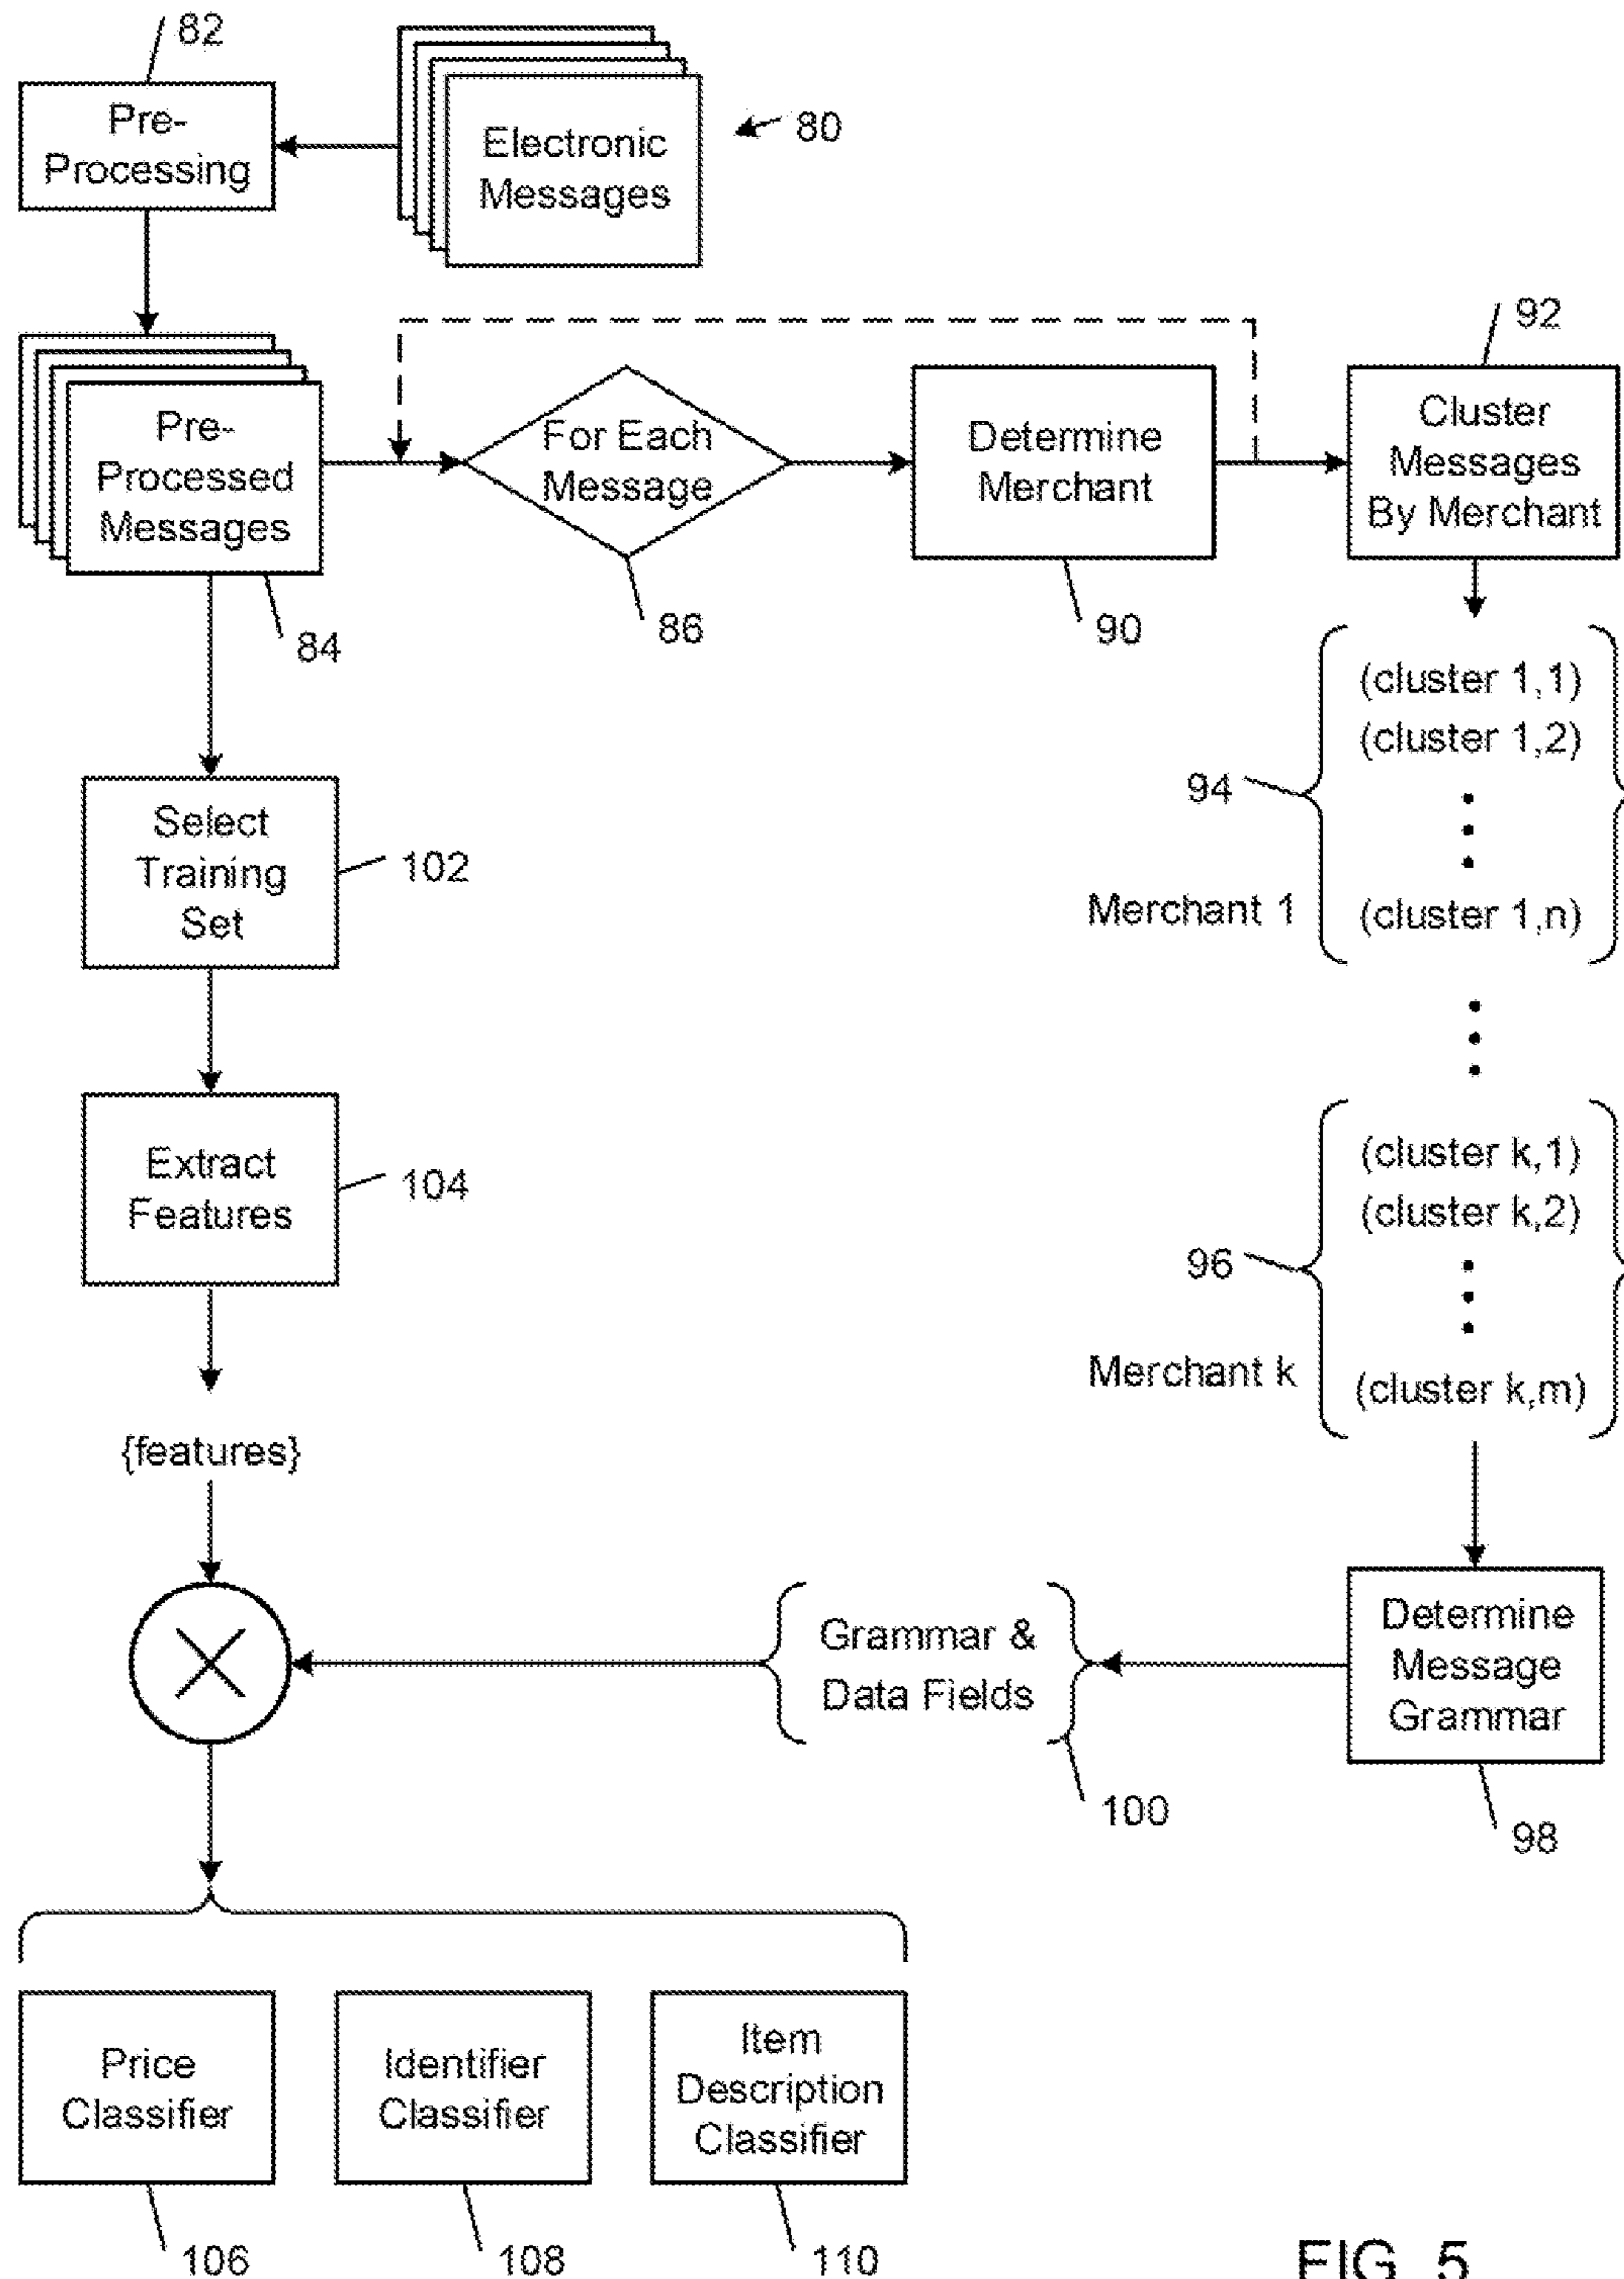 82
Pre-
Processing
Electronic
Messages
80
Pre-
Processed
Messages
84
For Each
Message
86
Determine
Merchant
90
92
Cluster
Messages
By Merchant
94
Merchant 1
(cluster 1,1)
(cluster 1,2)
(cluster 1,n)
96
Merchant k
(cluster k,1)
(cluster k,2)
(cluster k,m)
Select
Training
Set
102
Extract
Features
104
{features}
Grammar &
Data Fields
100
Determine
Message
Grammar
98
Price
Classifier
106
Identifier
Classifier
108
Item
Description
Classifier
110
FIG. 5